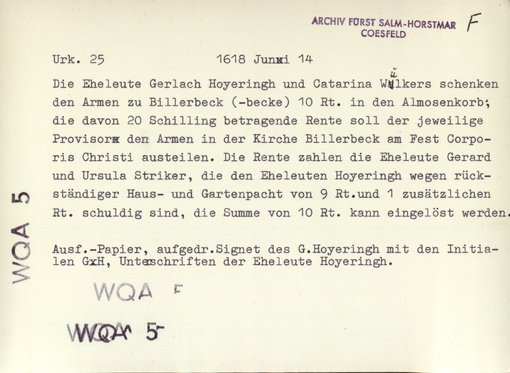 ARCHIV FÜRST SALM-HORSTMAR
COESFELD
F
Urk. 25 1618 Juni 14
Die Eheleute Gerlach Hoyeringh und Catarina Wülkers schenken
den Armen zu Billerbeck (-becke) 10 Rt. in den Almosenkorb;
die davon 20 Schilling betragende Rente soll der jeweilige
Provisor den Armen in der Kirche Billerbeck am Fest Corpo-
ris Christi austeilen. Die Rente zahlen die Eheleute Gerard
und Ursula Striker, die den Eheleuten Hoyeringh wegen rück-
ständiger Haus- und Gartenpacht von 9 Rt.und 1 zusätzlichen
Rt. schuldig sind, die Summe von 10 Rt. kann eingelöst werden.
Ausf.-Papier, aufgedr.Signet des G.Hoyeringh mit den Initia-
len GxH, Unterschriften der Eheleute Hoyeringh.
WQA 5
WQA F
WQA 5